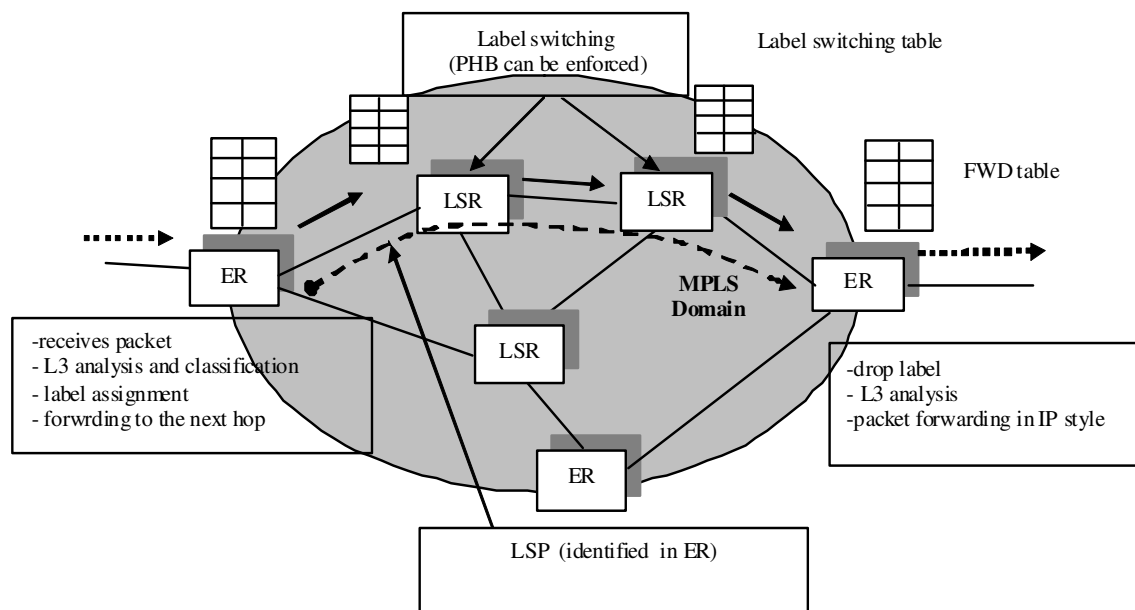 Label switching
(PHB can be enforced)
Label switching table
FWD table
LSR
LSR
ER
ER
MPLS
Domain
LSR
ER
-receives packet
- L3 analysis and classification
- label assignment
- forwrding to the next hop
-drop label
- L3 analysis
-packet forwarding in IP style
LSP (identified in ER)